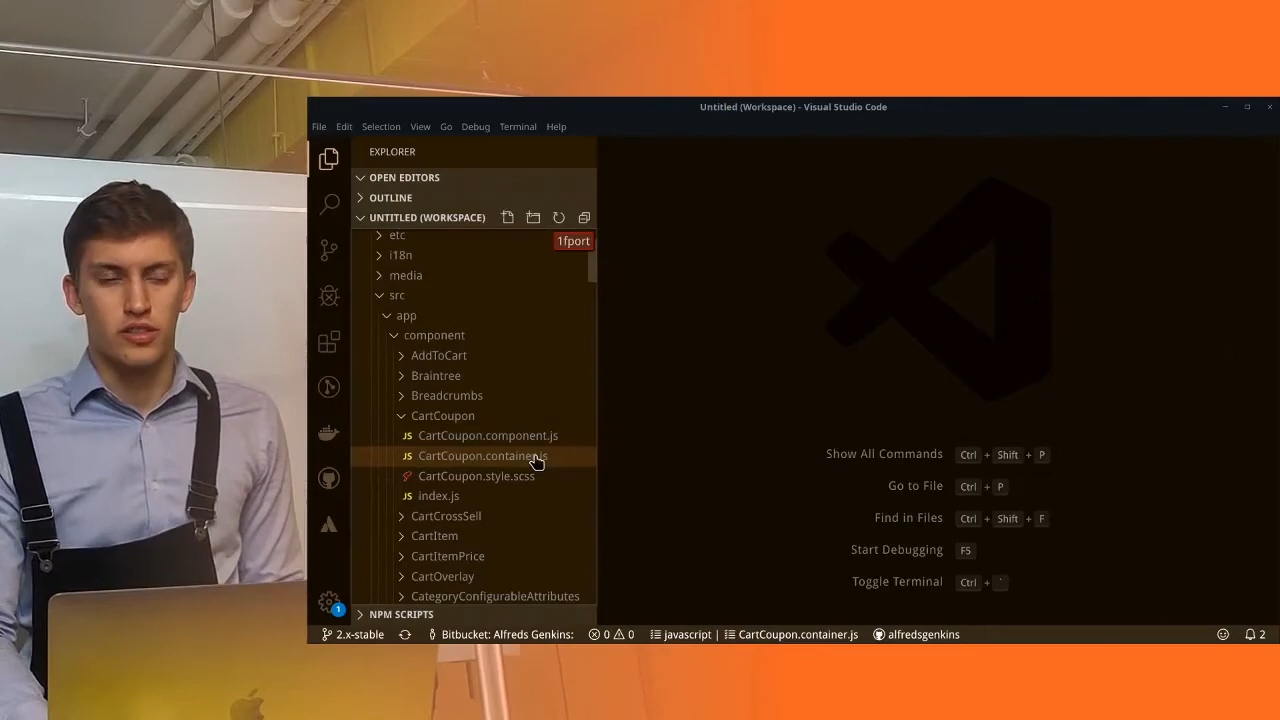 Untitled (Workspace) - Visual Studio Code
File Edit Selection View Go Debug Terminal Help
EXPLORER
OPEN EDITORS
OUTLINE
UNTITLED (WORKSPACE)
etc
1fport
i18n
media
src
app
component
AddToCart
Braintree
Breadcrumbs
CartCoupon
JS CartCoupon.component.js
JS CartCoupon.container.js
CartCoupon.style.scss
JS index.js
CartCrossSell
CartItem
CartItemPrice
CartOverlay
CategoryConfigurableAttributes
NPM SCRIPTS
Show All Commands Ctrl + Shift + P
Go to File Ctrl + P
Find in Files Ctrl + Shift + F
Start Debugging F5
Toggle Terminal Ctrl + `
1
2.x-stable Bitbucket: Alfreds Genkins: 0 0 javascript | CartCoupon.container.js alfredsgenkins 2